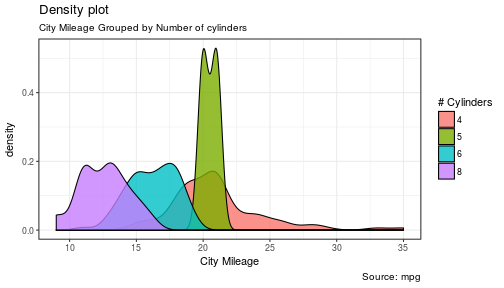 Density plot
City Mileage Grouped by Number of cylinders
density
0.4
0.2
0.0
10 15 20 25 30 35
City Mileage
# Cylinders
4
5
6
8
Source: mpg